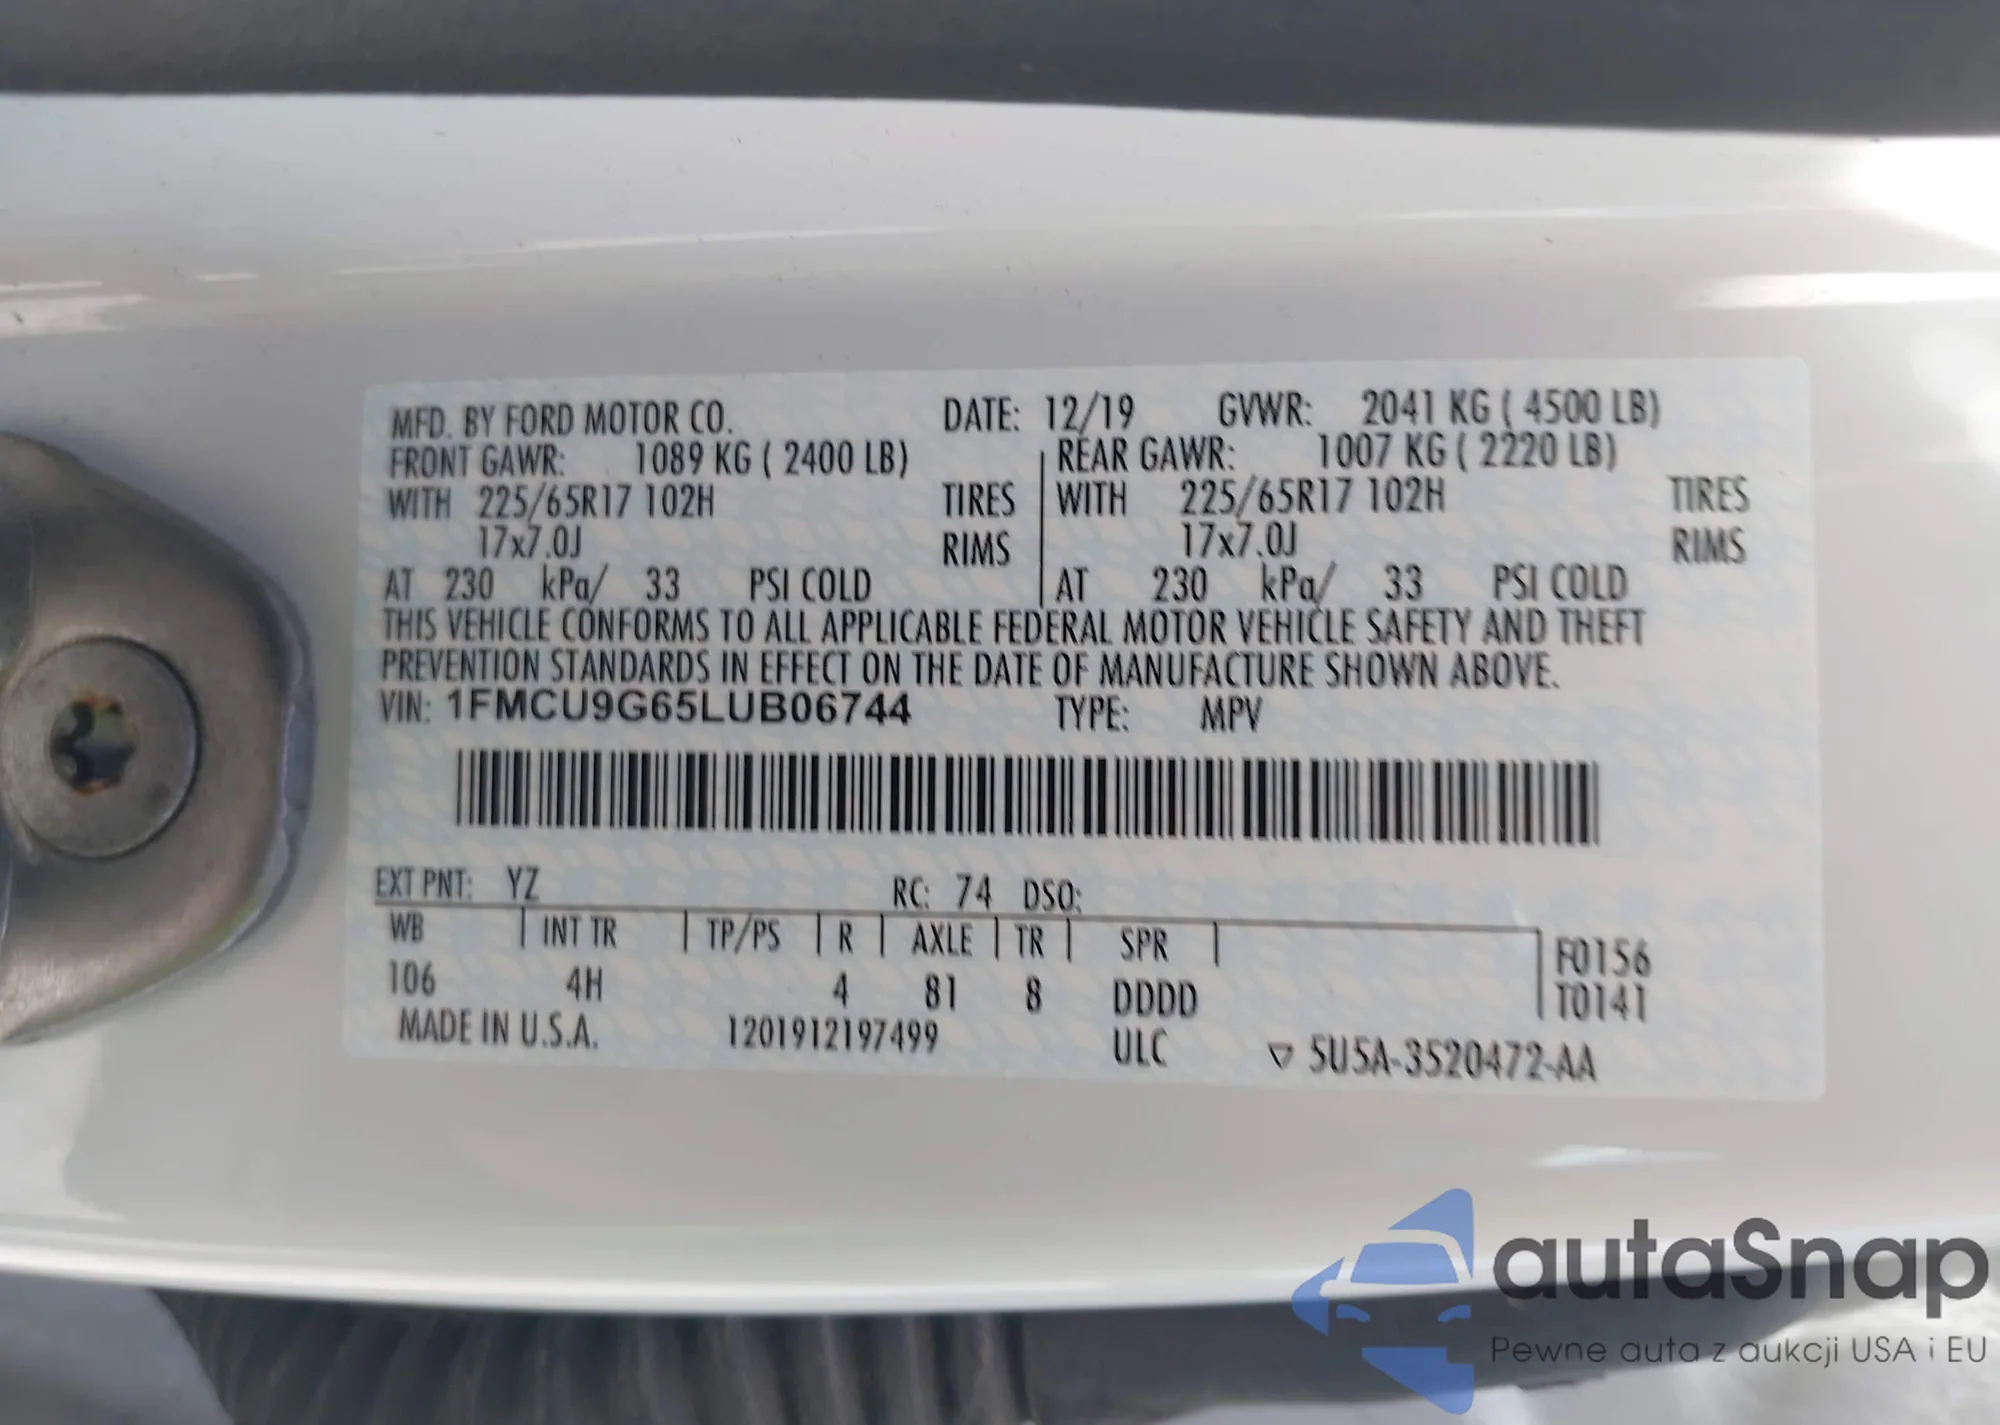 MFD. BY FORD MOTOR CO. DATE: 12/19 GVWR: 2041 KG ( 4500 LB)
FRONT GAWR: 1089 KG ( 2400 LB) REAR GAWR: 1007 KG ( 2220 LB)
WITH 225/65R17 102H TIRES WITH 225/65R17 102H TIRES
17x7.0J RIMS 17x7.0J RIMS
AT 230 kPa/ 33 PSI COLD AT 230 kPa/ 33 PSI COLD
THIS VEHICLE CONFORMS TO ALL APPLICABLE FEDERAL MOTOR VEHICLE SAFETY AND THEFT
PREVENTION STANDARDS IN EFFECT ON THE DATE OF MANUFACTURE SHOWN ABOVE.
VIN: 1FMCU9G65LUB06744 TYPE: MPV
EXT PNT: YZ RC: 74 DSO:
WB INT TR TP/PS R AXLE TR SPR F0156
106 4H 4 81 8 DDDD T0141
MADE IN U.S.A. 1201912197499 ULC ▽ 5U5A-3520472-AA
autaSnap
Pewne auta z aukcji USA i EU